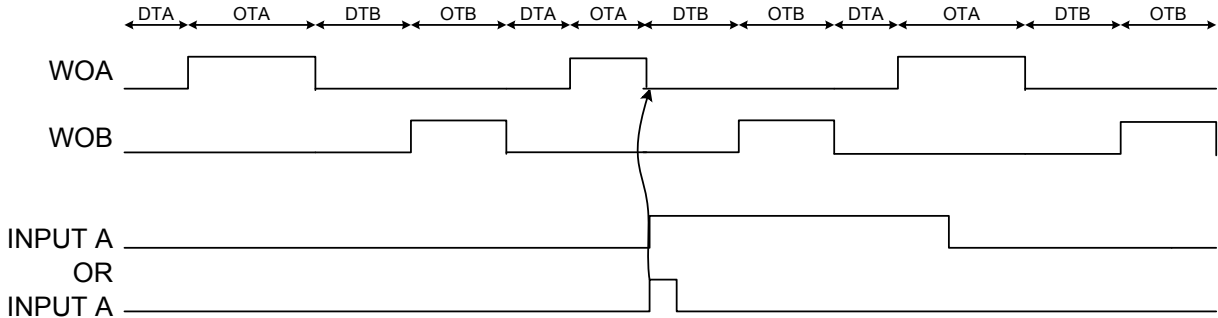 DTA OTA DTB OTB DTA OTA DTB OTB DTA OTA DTB OTB
WOA
WOB
INPUT A
OR
INPUT A